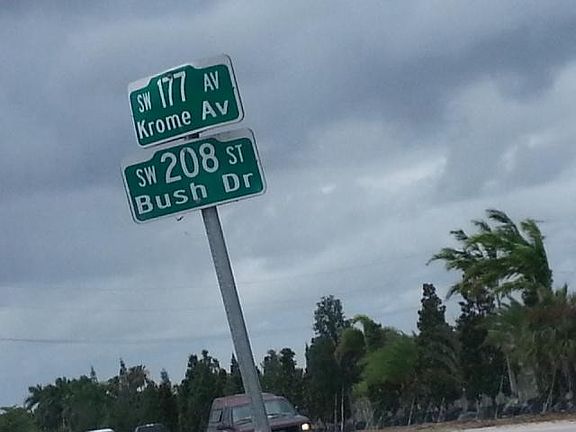 SW 177 AV
Krome Av
SW 208 ST
Bush Dr